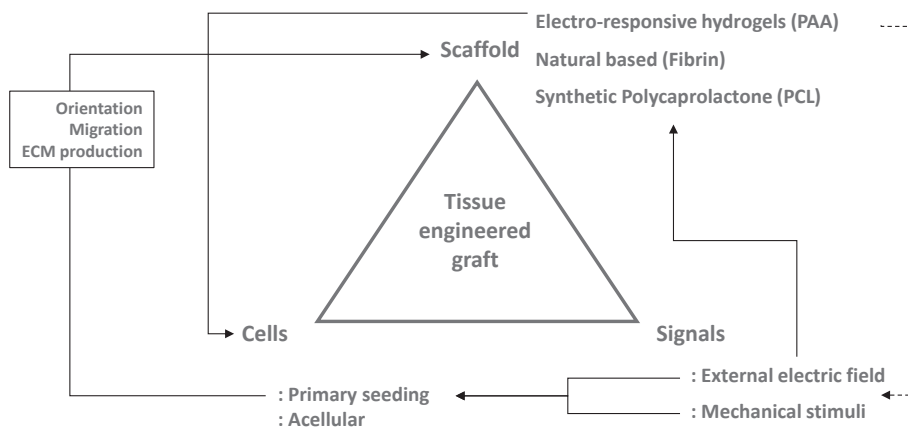 Electro-responsive hydrogels (PAA)
Scaffold
Natural based (Fibrin)
Synthetic Polycaprolactone (PCL)
Orientation
Migration
ECM production
Tissue
engineered
graft
Cells
Signals
: External electric field
: Primary seeding
: Mechanical stimuli
: Acellular